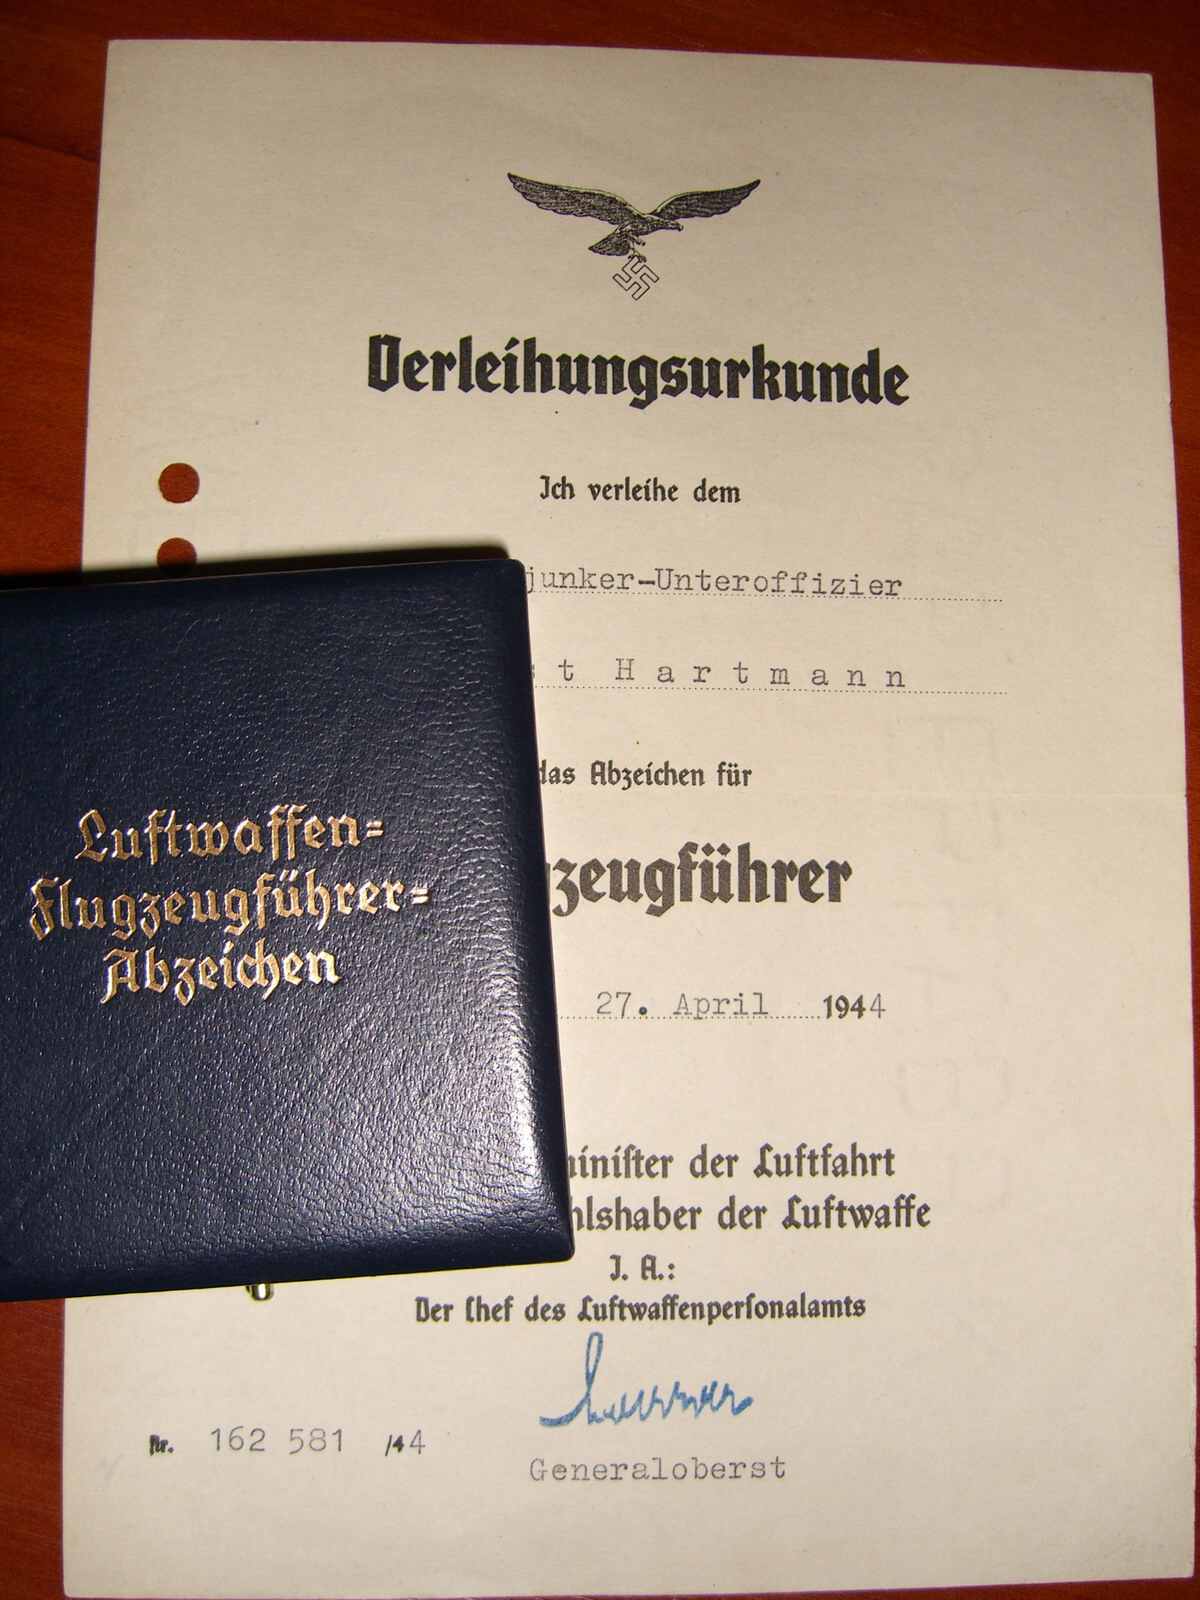 Verleihungsurkunde
Ich verleihe dem
junker-Unteroffizier
st Hartmann
das Abzeichen für
zeugführer
27. April 1944
miniſter der Luftfahrt
hlshaber der Luftwaffe
I. A.:
Der Chef des Luftwaffenperſonalamts
Generaloberst
Nr. 162 581 /44
Luftwaffen-
Flugzeugführer-
Abzeichen